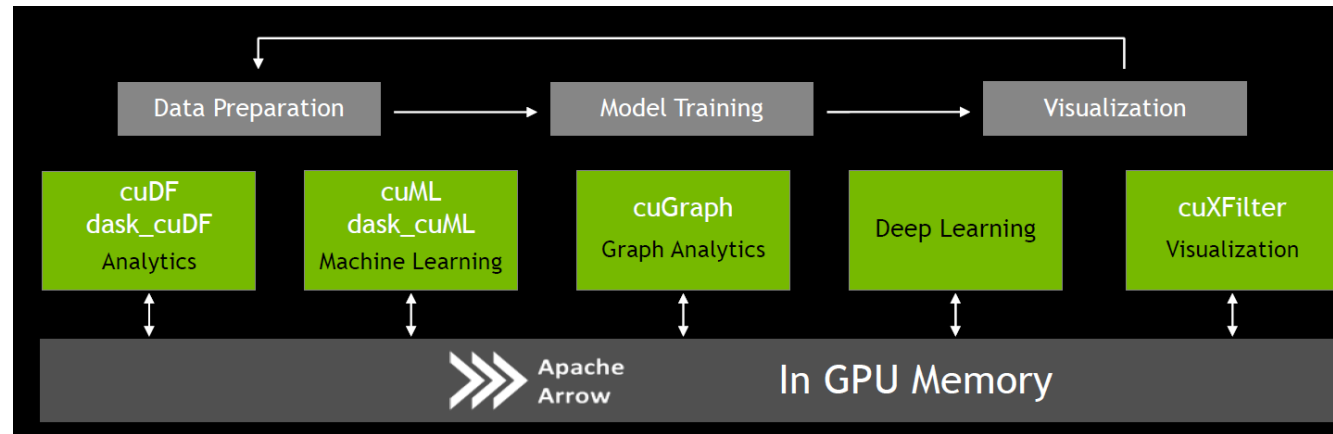 Data Preparation
Model Training
Visualization
cuDF
dask_cuDF
Analytics
cuML
dask_cuML
Machine Learning
cuGraph
Graph Analytics
Deep Learning
cuXFilter
Visualization
Apache
Arrow
In GPU Memory